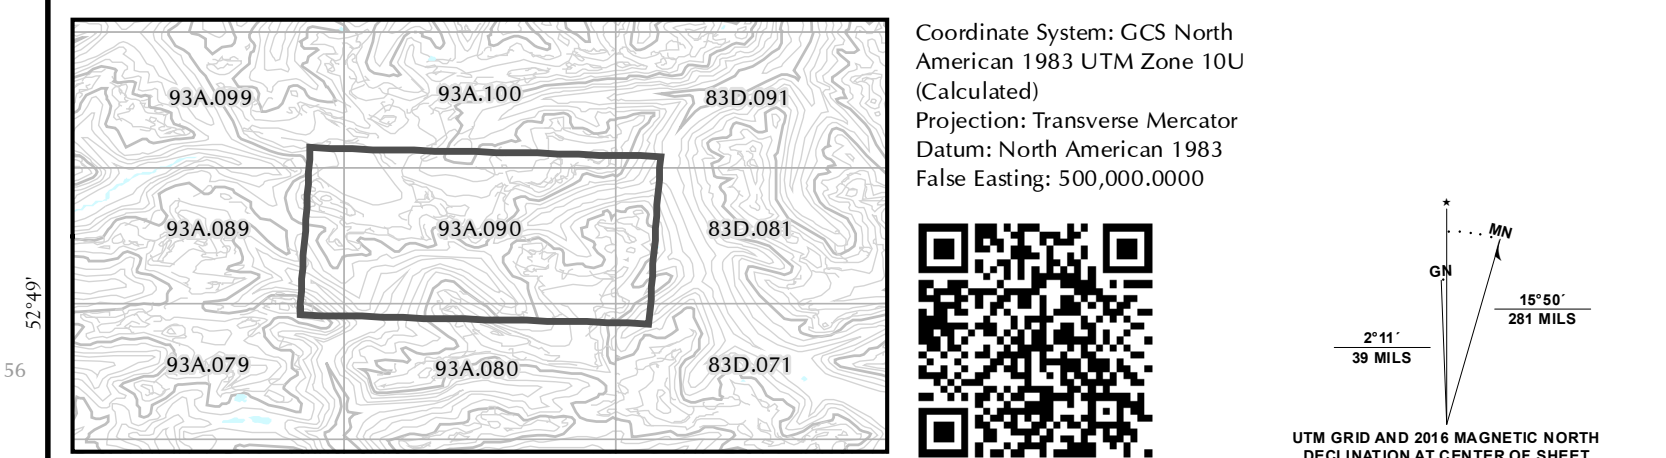 93A.099
93A.100
83D.091
93A.089
93A.090
83D.081
93A.079
93A.080
83D.071
52°49'
56
Coordinate System: GCS North
American 1983 UTM Zone 10U
(Calculated)
Projection: Transverse Mercator
Datum: North American 1983
False Easting: 500,000.0000
MN
GN
15°50´
281 MILS
2°11´
39 MILS
UTM GRID AND 2016 MAGNETIC NORTH
DECLINATION AT CENTER OF SHEET